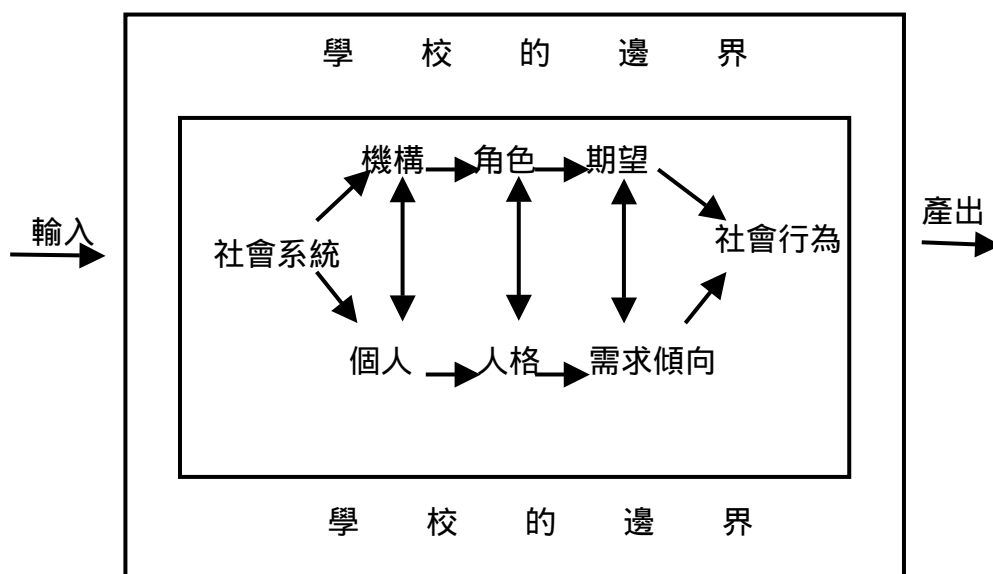 學校的邊界
機構 角色 期望
輸入
產出
社會系統
社會行為
個人 人格 需求傾向
學校的邊界